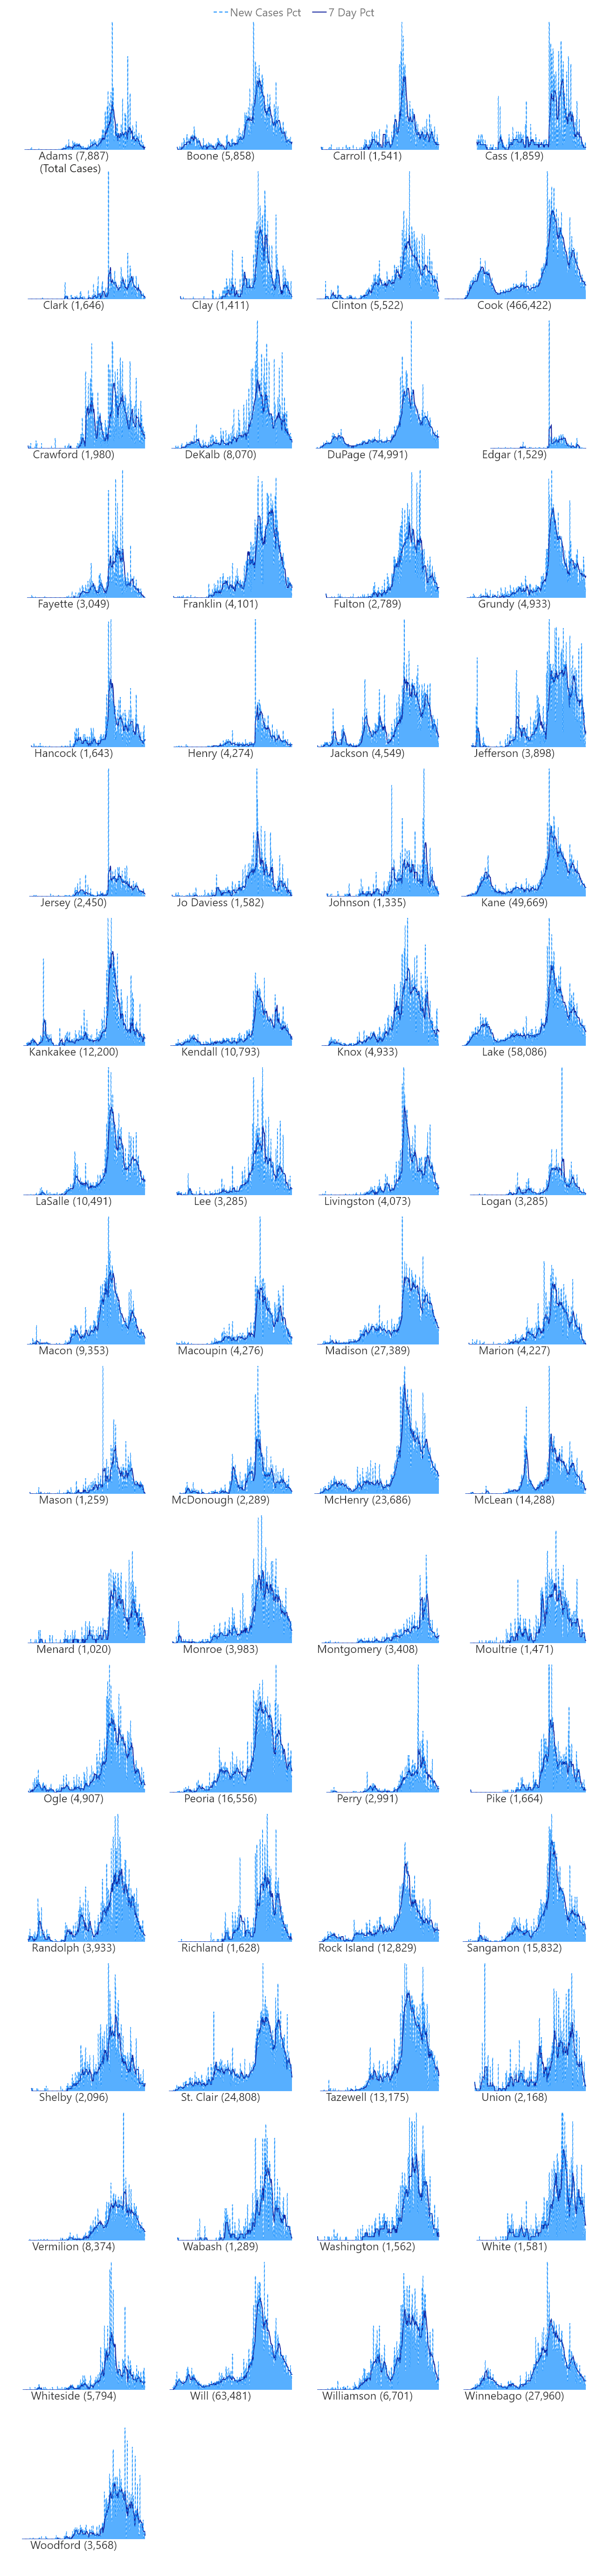 New Cases Pct 7 Day Pct
Adams (7,887) Boone (5,858) Carroll (1,541) Cass (1,859)
(Total Cases)
Clark (1,646) Clay (1,411) Clinton (5,522) Cook (466,422)
Crawford (1,980) DeKalb (8,070) DuPage (74,991) Edgar (1,529)
Fayette (3,049) Franklin (4,101) Fulton (2,789) Grundy (4,933)
Hancock (1,643) Henry (4,274) Jackson (4,549) Jefferson (3,898)
Jersey (2,450) Jo Daviess (1,582) Johnson (1,335) Kane (49,669)
Kankakee (12,200) Kendall (10,793) Knox (4,933) Lake (58,086)
LaSalle (10,491) Lee (3,285) Livingston (4,073) Logan (3,285)
Macon (9,353) Macoupin (4,276) Madison (27,389) Marion (4,227)
Mason (1,259) McDonough (2,289) McHenry (23,686) McLean (14,288)
Menard (1,020) Monroe (3,983) Montgomery (3,408) Moultrie (1,471)
Ogle (4,907) Peoria (16,556) Perry (2,991) Pike (1,664)
Randolph (3,933) Richland (1,628) Rock Island (12,829) Sangamon (15,832)
Shelby (2,096) St. Clair (24,808) Tazewell (13,175) Union (2,168)
Vermilion (8,374) Wabash (1,289) Washington (1,562) White (1,581)
Whiteside (5,794) Will (63,481) Williamson (6,701) Winnebago (27,960)
Woodford (3,568)